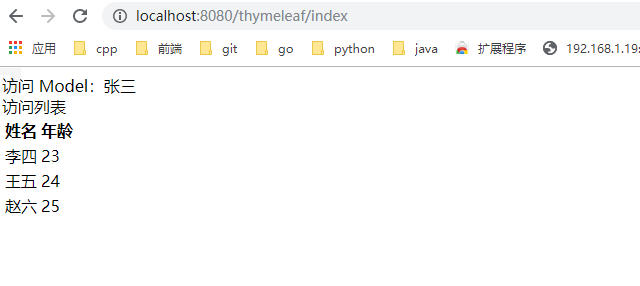 localhost:8080/thymeleaf/index
应用 cpp 前端 git go python java 扩展程序 192.168.1.19
访问 Model：张三
访问列表
姓名 年龄
李四 23
王五 24
赵六 25